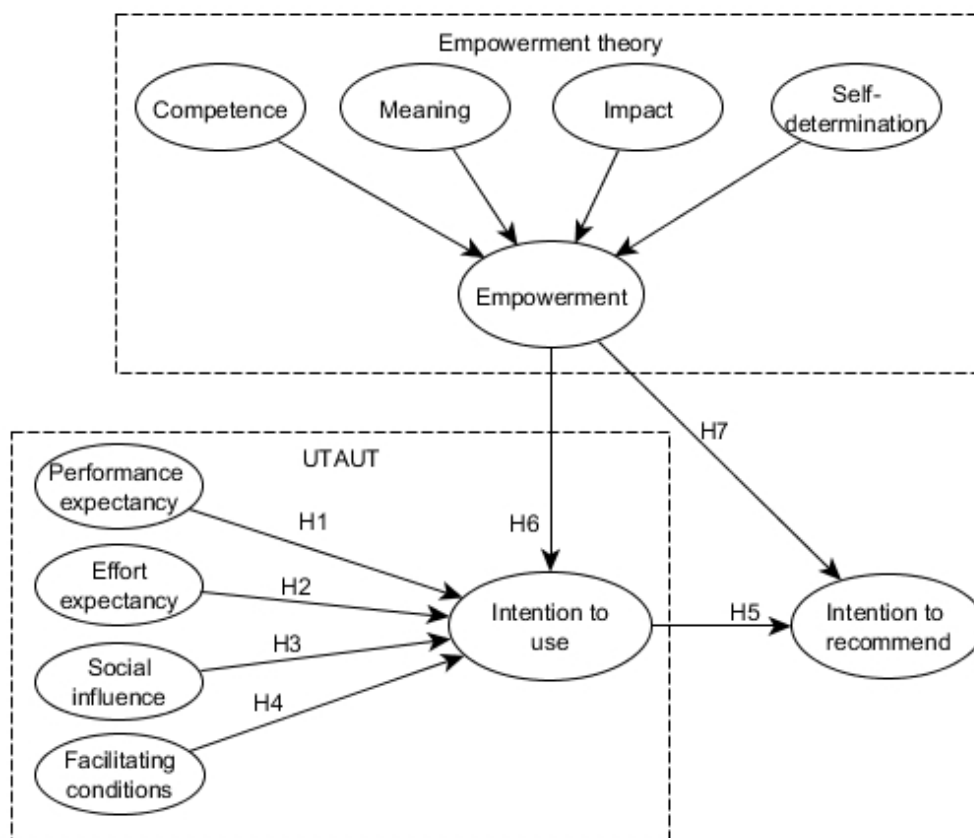 Empowerment theory
Competence
Meaning
Impact
Self-
determination
Empowerment
H7
UTAUT
Performance
expectancy
H1
H6
Effort
expectancy
H2
Intention to
use
H5
Intention to
recommend
H3
Social
influence
H4
Facilitating
conditions